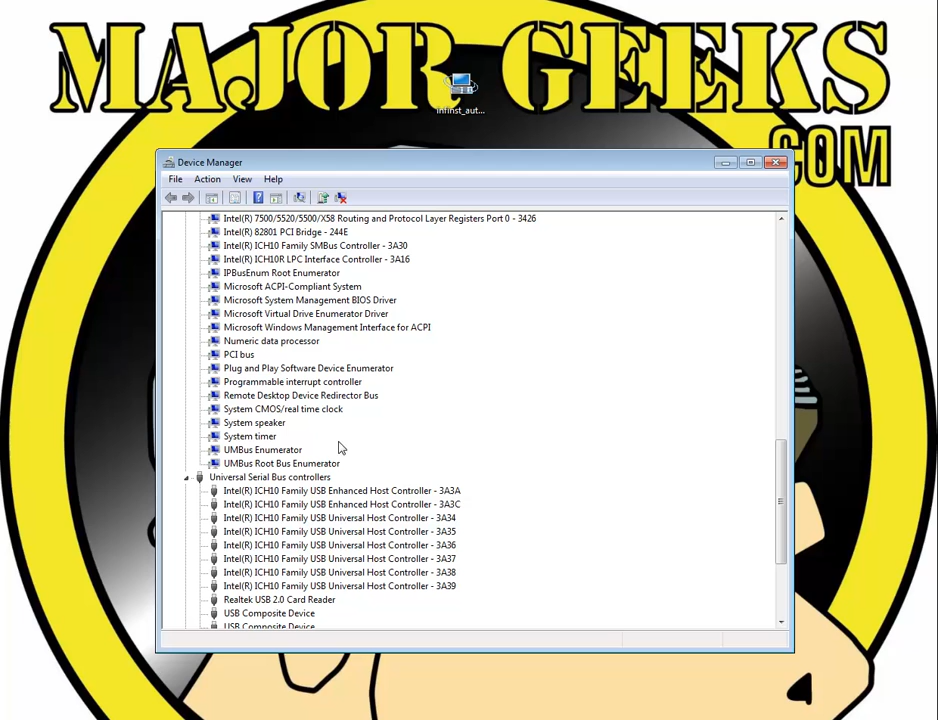 MAJOR GEEKS
.COM
infinst_aut...
Device Manager
File Action View Help
Intel(R) 7500/5520/5500/X58 Routing and Protocol Layer Registers Port 0 - 3426
Intel(R) 82801 PCI Bridge - 244E
Intel(R) ICH10 Family SMBus Controller - 3A30
Intel(R) ICH10R LPC Interface Controller - 3A16
IPBusEnum Root Enumerator
Microsoft ACPI-Compliant System
Microsoft System Management BIOS Driver
Microsoft Virtual Drive Enumerator Driver
Microsoft Windows Management Interface for ACPI
Numeric data processor
PCI bus
Plug and Play Software Device Enumerator
Programmable interrupt controller
Remote Desktop Device Redirector Bus
System CMOS/real time clock
System speaker
System timer
UMBus Enumerator
UMBus Root Bus Enumerator
Universal Serial Bus controllers
Intel(R) ICH10 Family USB Enhanced Host Controller - 3A3A
Intel(R) ICH10 Family USB Enhanced Host Controller - 3A3C
Intel(R) ICH10 Family USB Universal Host Controller - 3A34
Intel(R) ICH10 Family USB Universal Host Controller - 3A35
Intel(R) ICH10 Family USB Universal Host Controller - 3A36
Intel(R) ICH10 Family USB Universal Host Controller - 3A37
Intel(R) ICH10 Family USB Universal Host Controller - 3A38
Intel(R) ICH10 Family USB Universal Host Controller - 3A39
Realtek USB 2.0 Card Reader
USB Composite Device
USB Composite Device